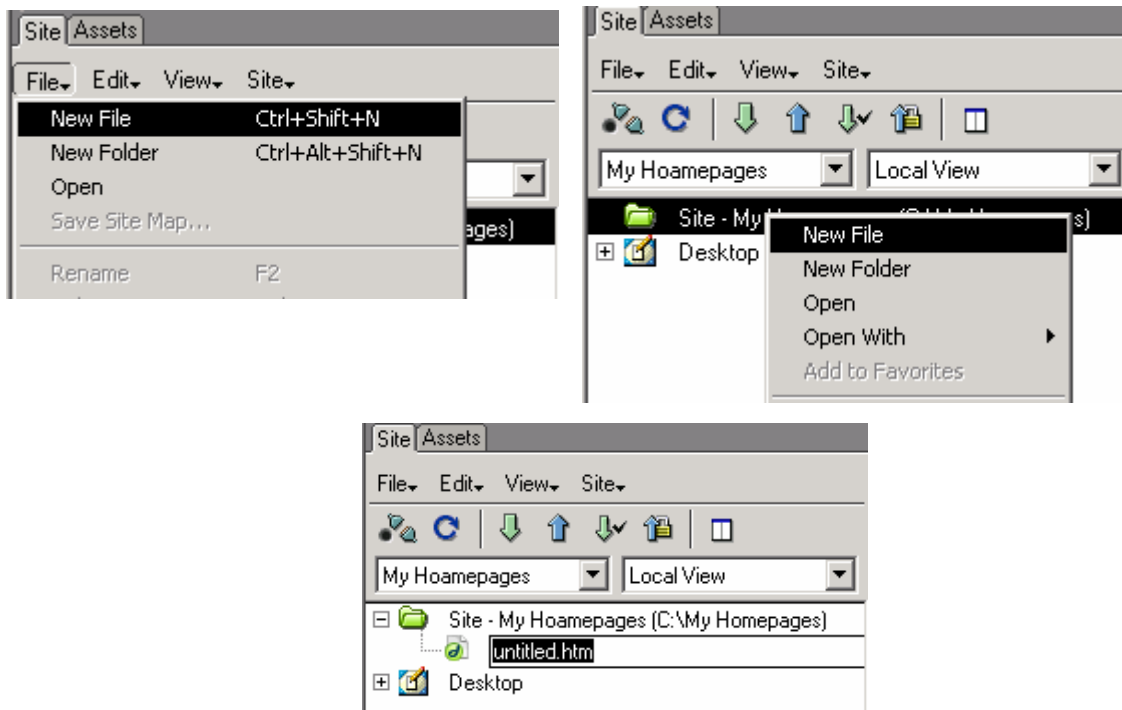 Site Assets
File Edit View Site
New File Ctrl+Shift+N
New Folder Ctrl+Alt+Shift+N
Open
Save Site Map...
ages)
Rename F2
Site Assets
File Edit View Site
My Hoamepages Local View
Site - My s)
Desktop
New File
New Folder
Open
Open With
Add to Favorites
Site Assets
File Edit View Site
My Hoamepages Local View
Site - My Hoamepages (C:\My Homepages)
untitled.htm
Desktop